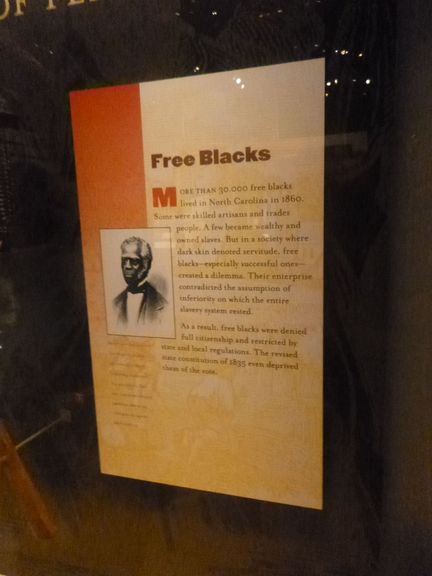 OF
Free Blacks
MORE THAN 30,000 free blacks
lived in North Carolina in 1860.
Some were skilled artisans and trades
people. A few became wealthy and
owned slaves. But in a society where
dark skin denoted servitude, free
blacks—especially successful ones—
created a dilemma. Their enterprise
contradicted the assumption of
inferiority on which the entire
slavery system rested.
As a result, free blacks were denied
full citizenship and restricted by
state and local regulations. The revised
state constitution of 1835 even deprived
them of the vote.